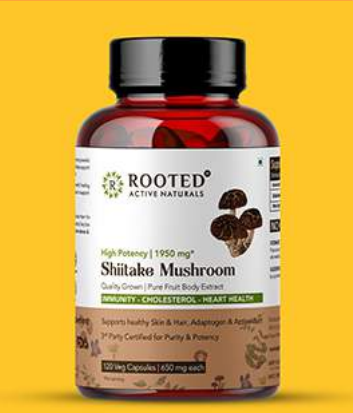 ROOTED
ACTIVE NATURALS
High Potency | 1950 mg*
Shiitake Mushroom
Quality Grown | Pure Fruit Body Extract
IMMUNITY - CHOLESTEROL - HEART HEALTH
Supports healthy Skin & Hair, Adaptogen & Antioxidant
3rd Party Certified for Purity & Potency
120 Veg Capsules | 650 mg each